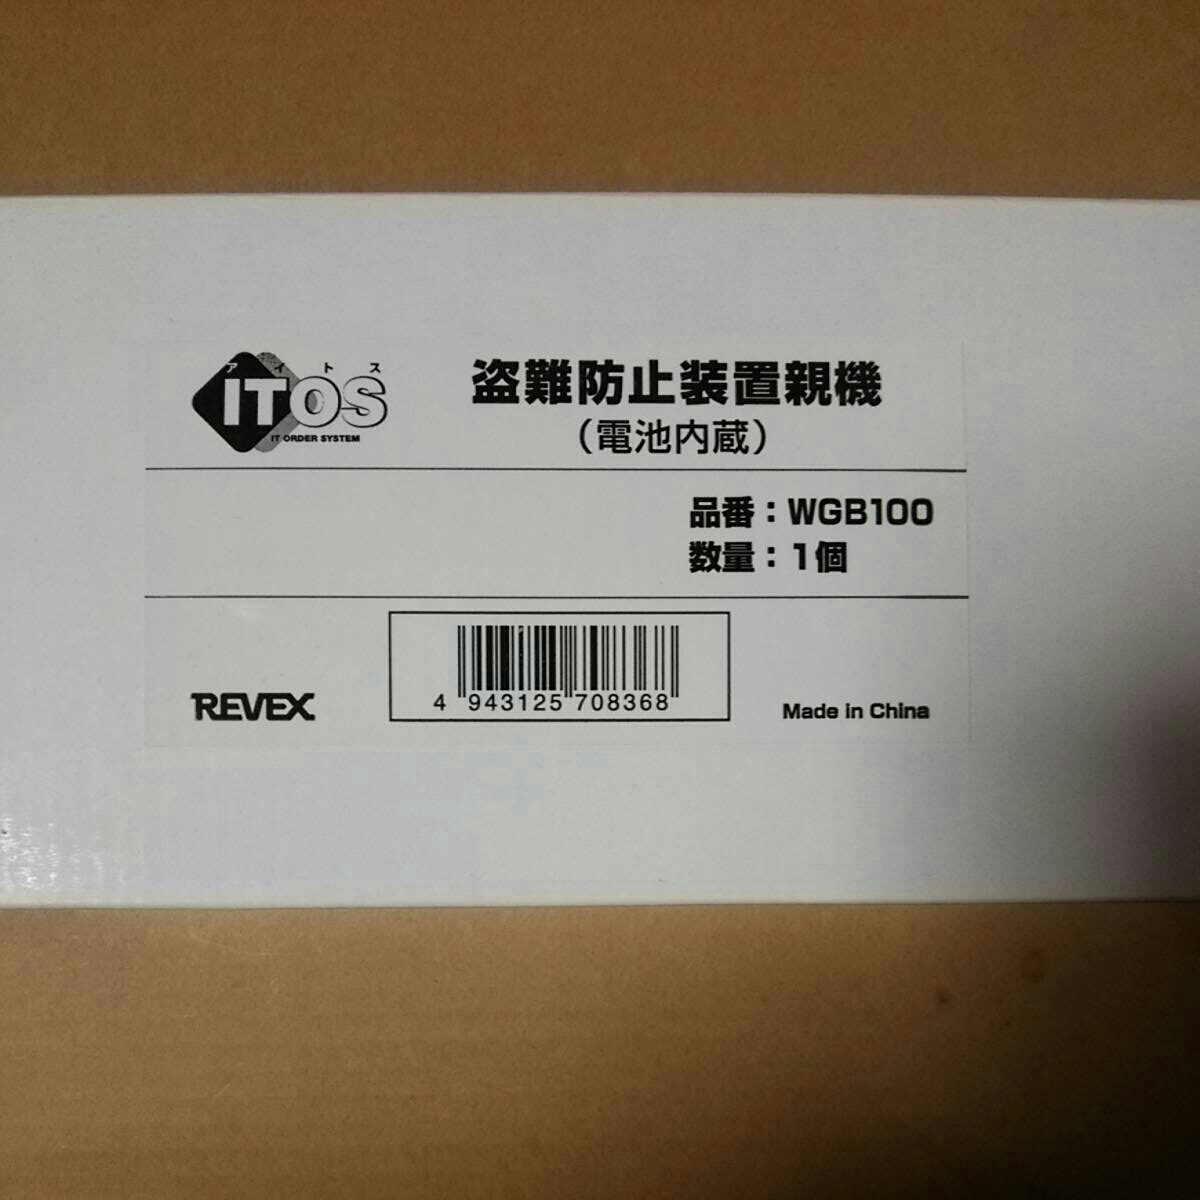 アイトス
ITOS
IT ORDER SYSTEM
盗難防止装置親機
（電池内蔵）
品番：WGB100
数量：1個
REVEX
4 943125 708368
Made in China